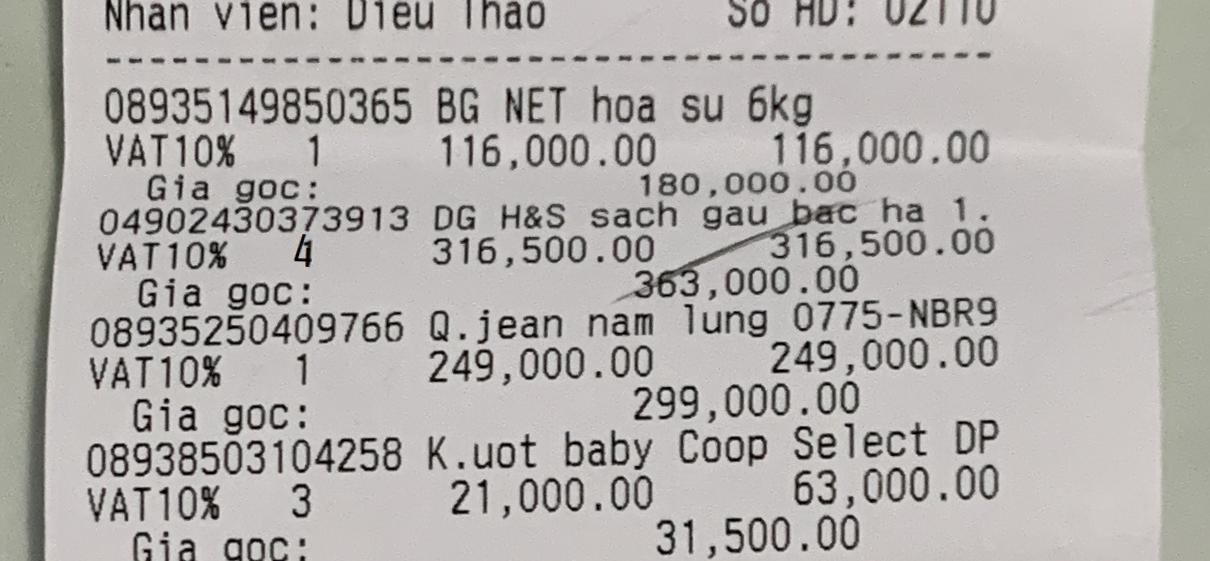 Nhan vien: Dieu Thao So HD: 02110
08935149850365 BG NET hoa su 6kg
VAT10% 1 116,000.00 116,000.00
Gia goc: 180,000.00
04902430373913 DG H&S sach gau bac ha 1.
VAT10% 4 316,500.00 316,500.00
Gia goc: 363,000.00
08935250409766 Q.jean nam lung 0775-NBR9
VAT10% 1 249,000.00 249,000.00
Gia goc: 299,000.00
08938503104258 K.uot baby Coop Select DP
VAT10% 3 21,000.00 63,000.00
Gia goc: 31,500.00